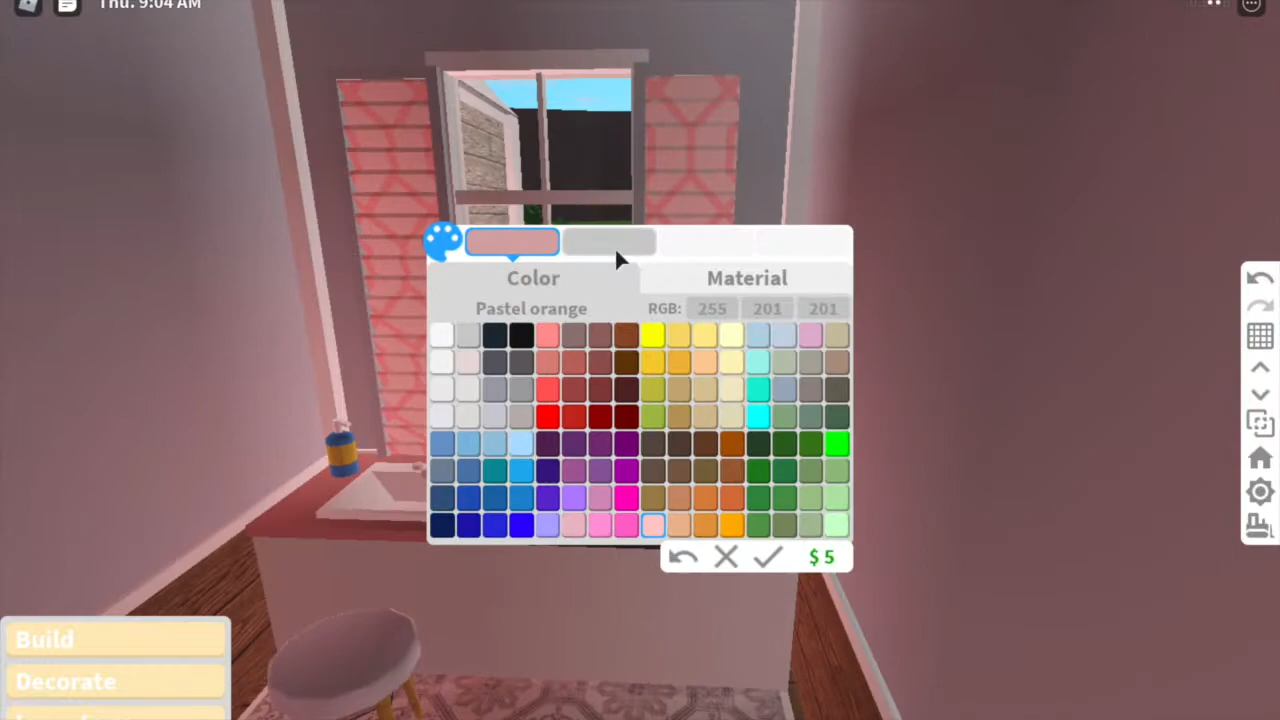 Thu. 9:04 AM
Color
Material
Pastel orange
RGB: 255 201 201
$ 5
Build
Decorate